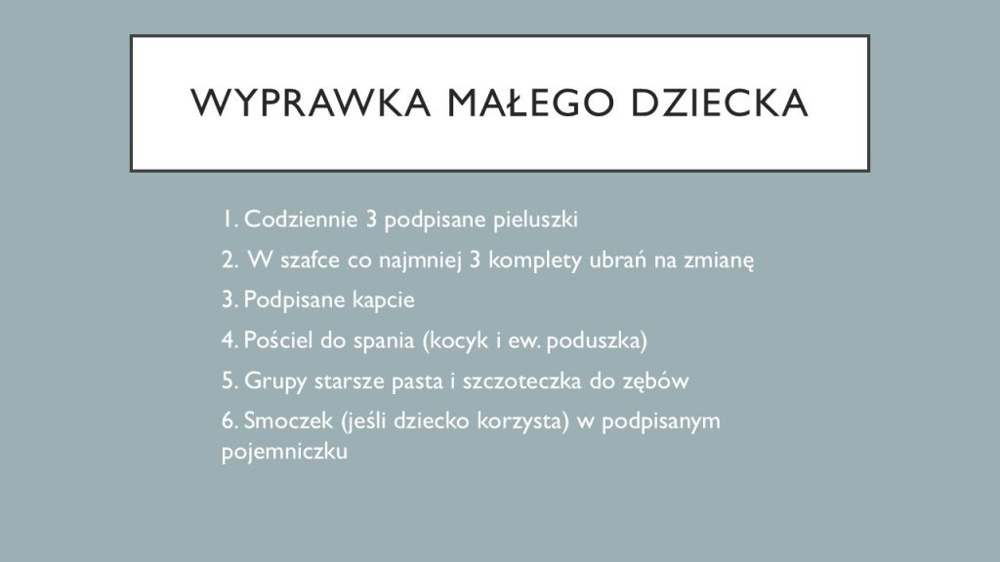 WYPRAWKA MAŁEGO DZIECKA
1. Codziennie 3 podpisane pieluszki
2. W szafce co najmniej 3 komplety ubrań na zmianę
3. Podpisane kapcie
4. Pościel do spania (kocyk i ew. poduszka)
5. Grupy starsze pasta i szczoteczka do zębów
6. Smoczek (jeśli dziecko korzysta) w podpisanym
pojemniczku